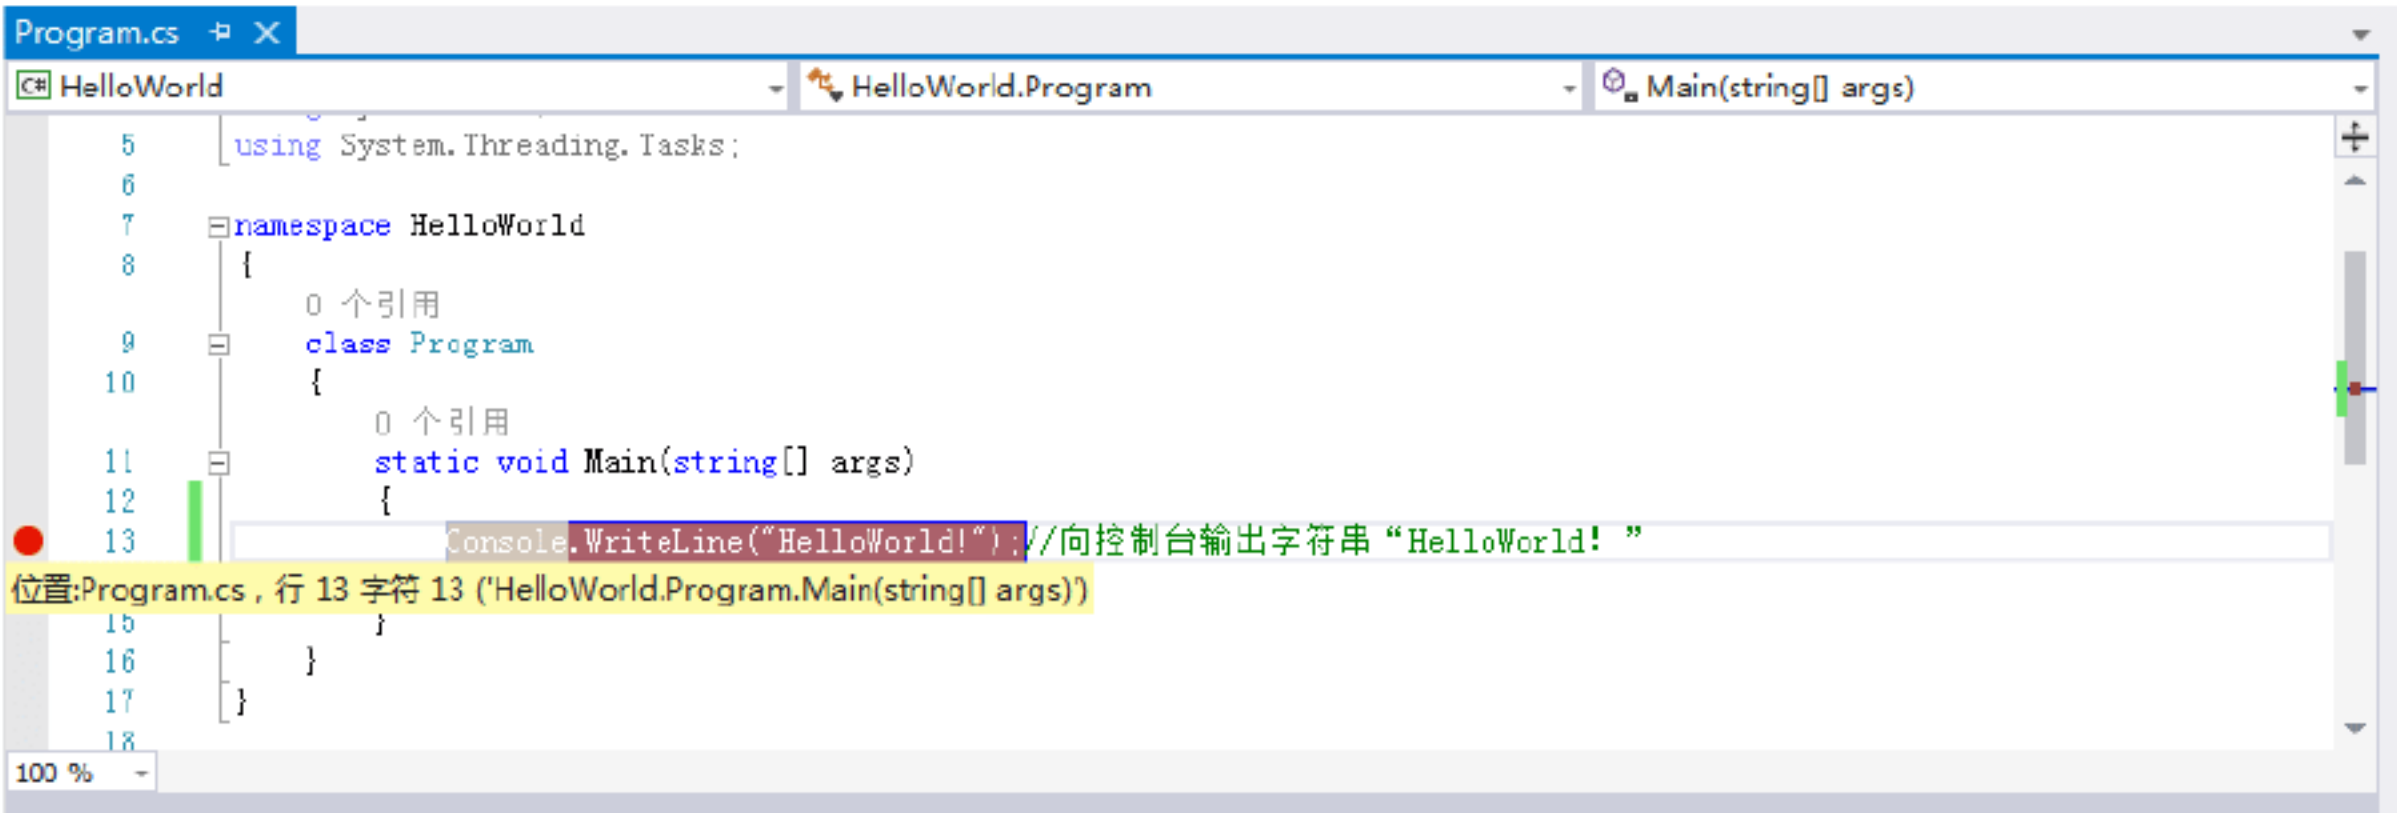 Program.cs
C# HelloWorld HelloWorld.Program Main(string[] args)
5 using System.Threading.Tasks;
6
7 namespace HelloWorld
8 {
0 个引用
9 class Program
10 {
0 个引用
11 static void Main(string[] args)
12 {
13 Console.WriteLine("HelloWorld!");//向控制台输出字符串“HelloWorld! ”
位置:Program.cs , 行 13 字符 13 ('HelloWorld.Program.Main(string[] args)')
15 }
16 }
17 }
18
100 %